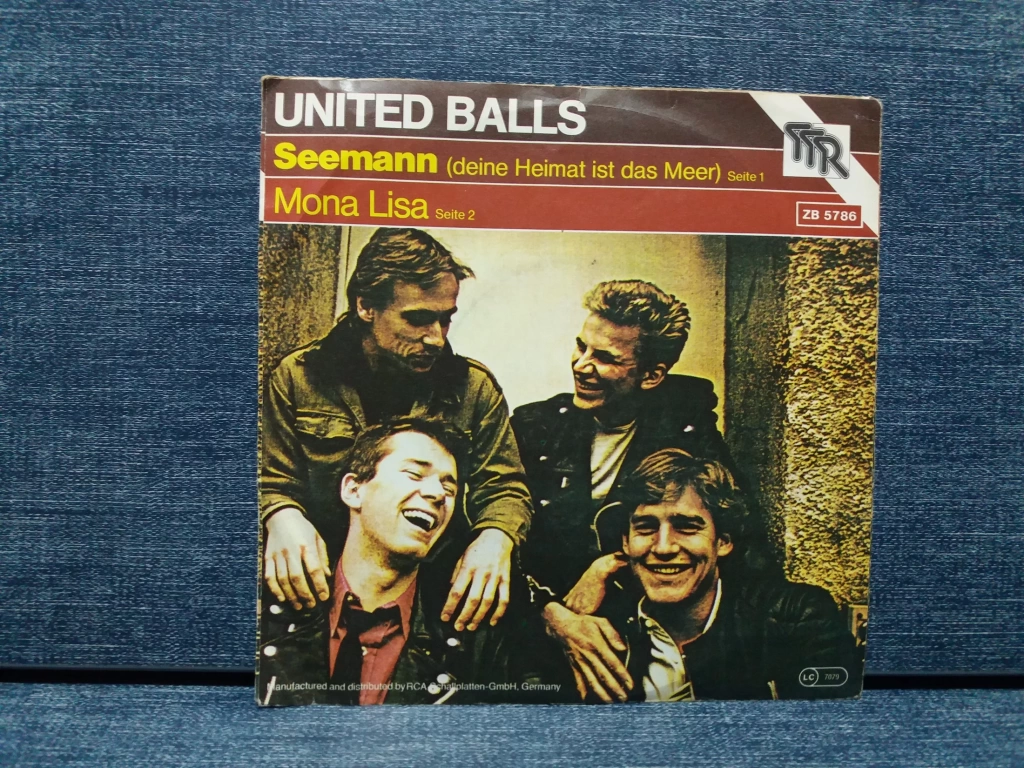 UNITED BALLS
Seemann (deine Heimat ist das Meer) Seite 1
Mona Lisa Seite 2
ZB 5786
Manufactured and distributed by RCA Schallplatten-GmbH, Germany
LC 7079